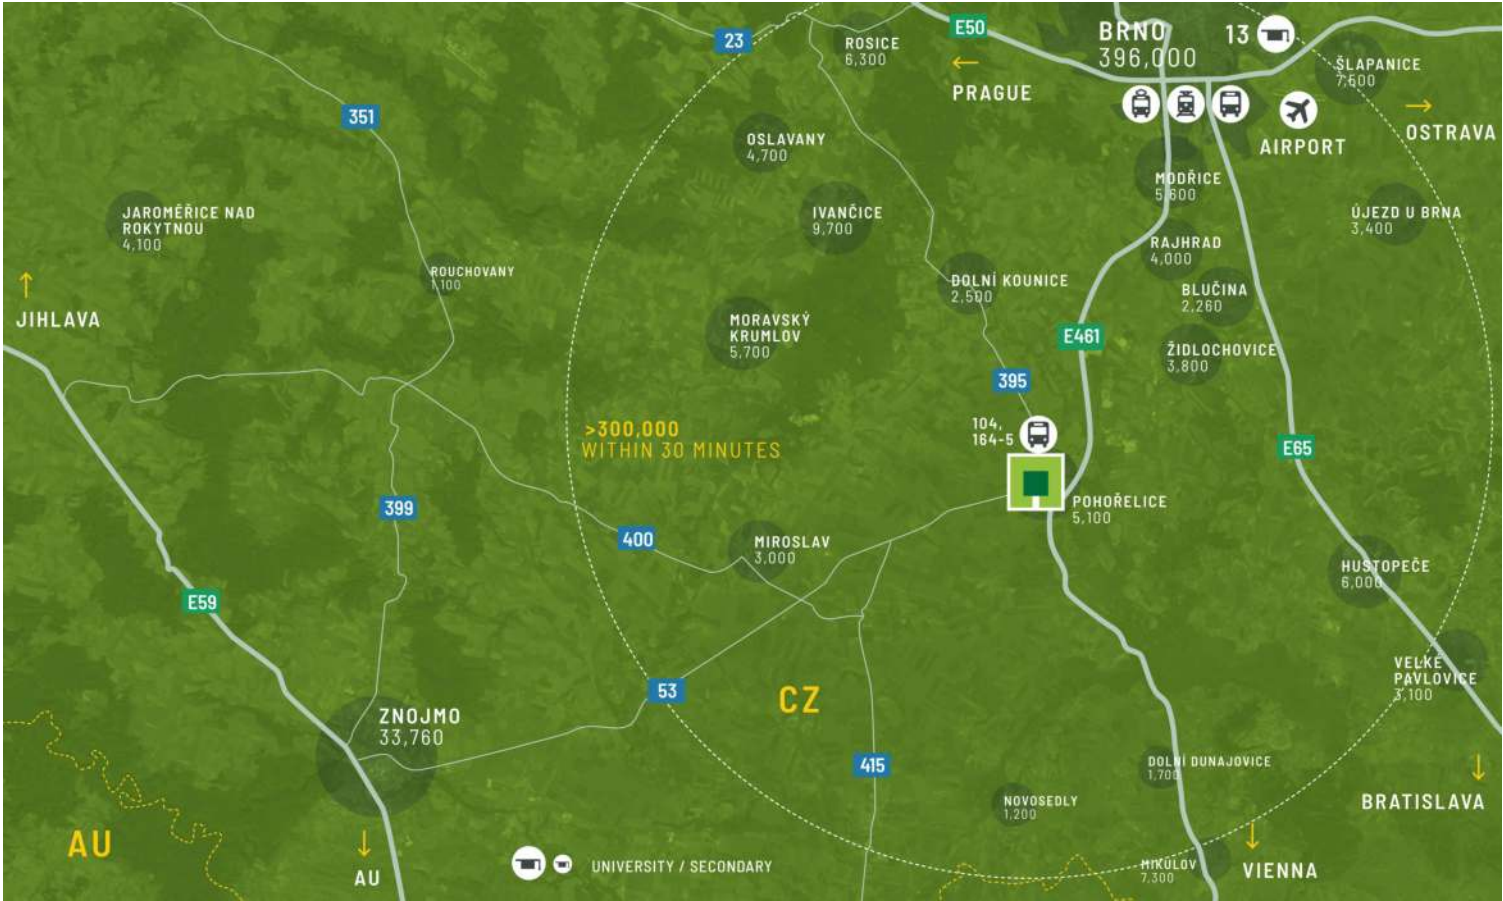 BRNO
396,000
13
E50
23
ROSICE
6,300
←
PRAGUE
ŠLAPANICE
7,600
→
OSTRAVA
AIRPORT
351
OSLAVANY
4,700
MODŘICE
5,600
JAROMĚŘICE NAD
ROKYTNOU
4,100
IVANČICE
9,700
ÚJEZD U BRNA
3,400
RAJHRAD
4,000
ROUCHOVANY
1,100
DOLNÍ KOUNICE
2,500
BLUČINA
2,260
↑
JIHLAVA
MORAVSKÝ
KRUMLOV
5,700
E461
ŽIDLOCHOVICE
3,800
395
>300,000
WITHIN 30 MINUTES
104,
164-5
E65
399
POHOŘELICE
5,100
400
MIROSLAV
3,000
HUSTOPEČE
6,000
E59
VELKÉ
PAVLOVICE
3,100
53
CZ
ZNOJMO
33,760
415
DOLNÍ DUNAJOVICE
1,700
↓
BRATISLAVA
NOVOSEDLY
1,200
AU
↓
AU
UNIVERSITY / SECONDARY
MIKULOV
7,300
↓
VIENNA